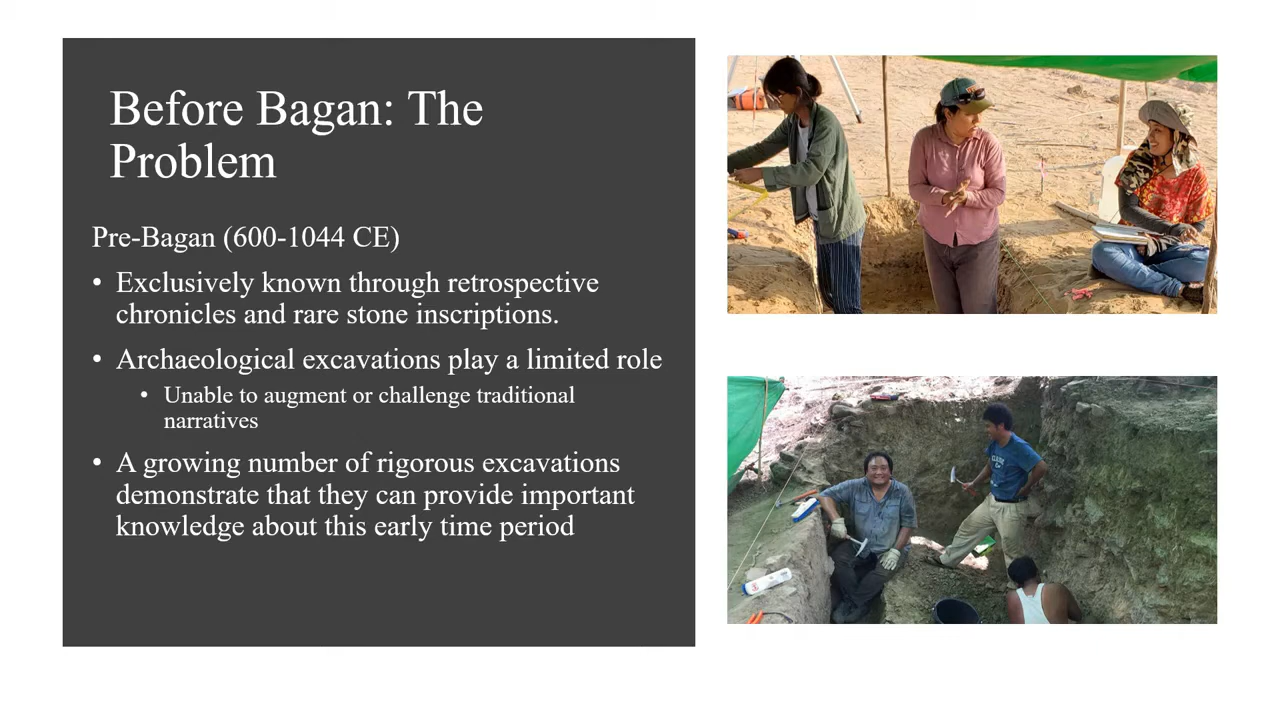 Before Bagan: The
Problem
Pre-Bagan (600-1044 CE)
• Exclusively known through retrospective
chronicles and rare stone inscriptions.
• Archaeological excavations play a limited role
• Unable to augment or challenge traditional
narratives
• A growing number of rigorous excavations
demonstrate that they can provide important
knowledge about this early time period